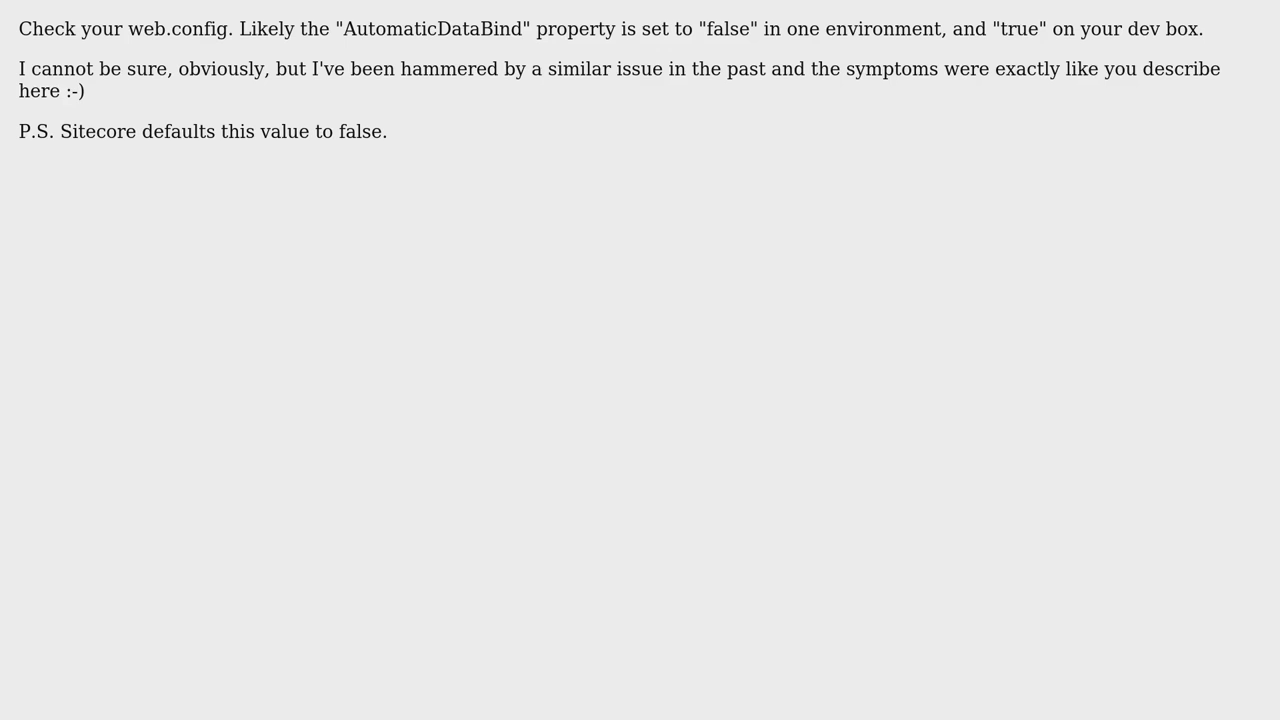 Check your web.config. Likely the "AutomaticDataBind" property is set to "false" in one environment, and "true" on your dev box.
I cannot be sure, obviously, but I've been hammered by a similar issue in the past and the symptoms were exactly like you describe
here :-)
P.S. Sitecore defaults this value to false.